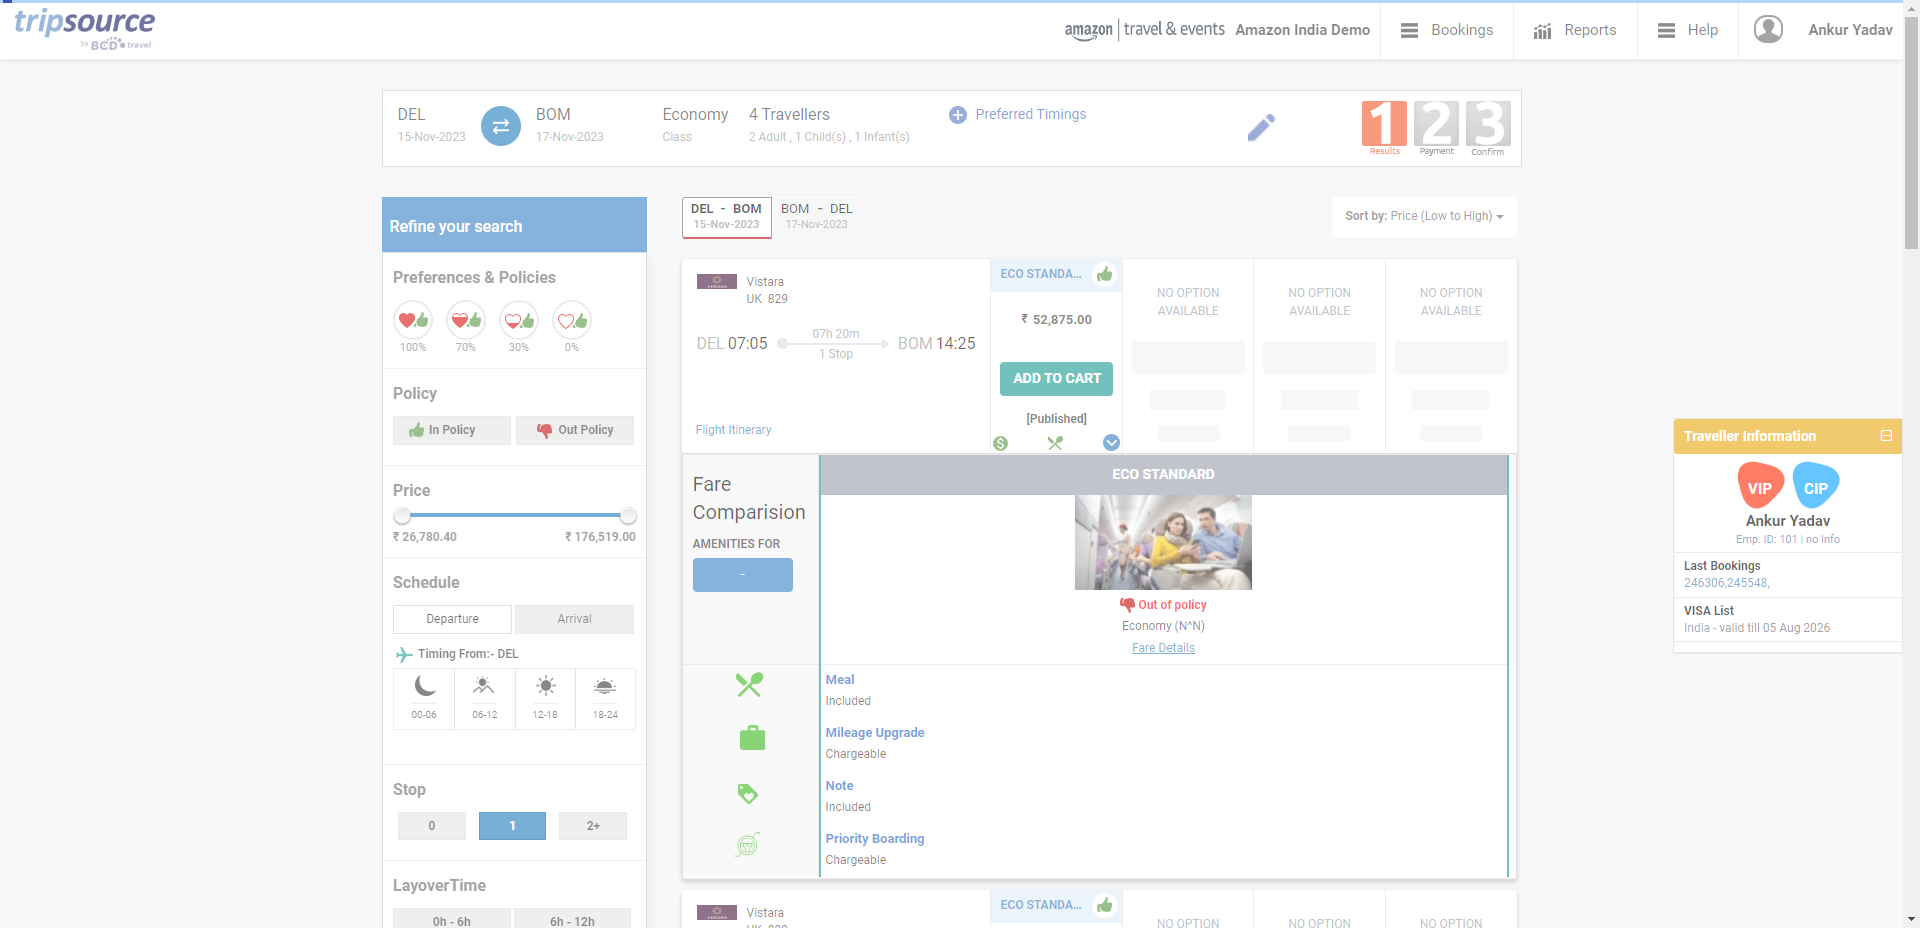 tripsource
by BCD travel
amazon travel & events Amazon India Demo
Bookings
Reports
Help
Ankur Yadav
DEL
15-Nov-2023
BOM
17-Nov-2023
Economy
Class
4 Travellers
2 Adult , 1 Child(s) , 1 Infant(s)
Preferred Timings
1 2 3
Results Payment Confirm
Refine your search
Preferences & Policies
100% 70% 30% 0%
Policy
In Policy Out Policy
Price
₹ 26,780.40 ₹ 176,519.00
Schedule
Departure Arrival
Timing From:- DEL
00-06 06-12 12-18 18-24
Stop
0 1 2+
LayoverTime
0h - 6h 6h - 12h
DEL - BOM
15-Nov-2023
BOM - DEL
17-Nov-2023
Sort by: Price (Low to High)
Vistara
UK 829
DEL 07:05
07h 20m
1 Stop
BOM 14:25
Flight Itinerary
ECO STANDA...
₹ 52,875.00
ADD TO CART
[Published]
NO OPTION
AVAILABLE
NO OPTION
AVAILABLE
NO OPTION
AVAILABLE
Fare
Comparision
AMENITIES FOR
-
ECO STANDARD
Out of policy
Economy (N^N)
Fare Details
Meal
Included
Mileage Upgrade
Chargeable
Note
Included
Priority Boarding
Chargeable
Vistara
ECO STANDA...
NO OPTION
NO OPTION
NO OPTION
Traveller Information
VIP CIP
Ankur Yadav
Emp. ID: 101 | no Info
Last Bookings
246306,245548,
VISA List
India - valid till 05 Aug 2026